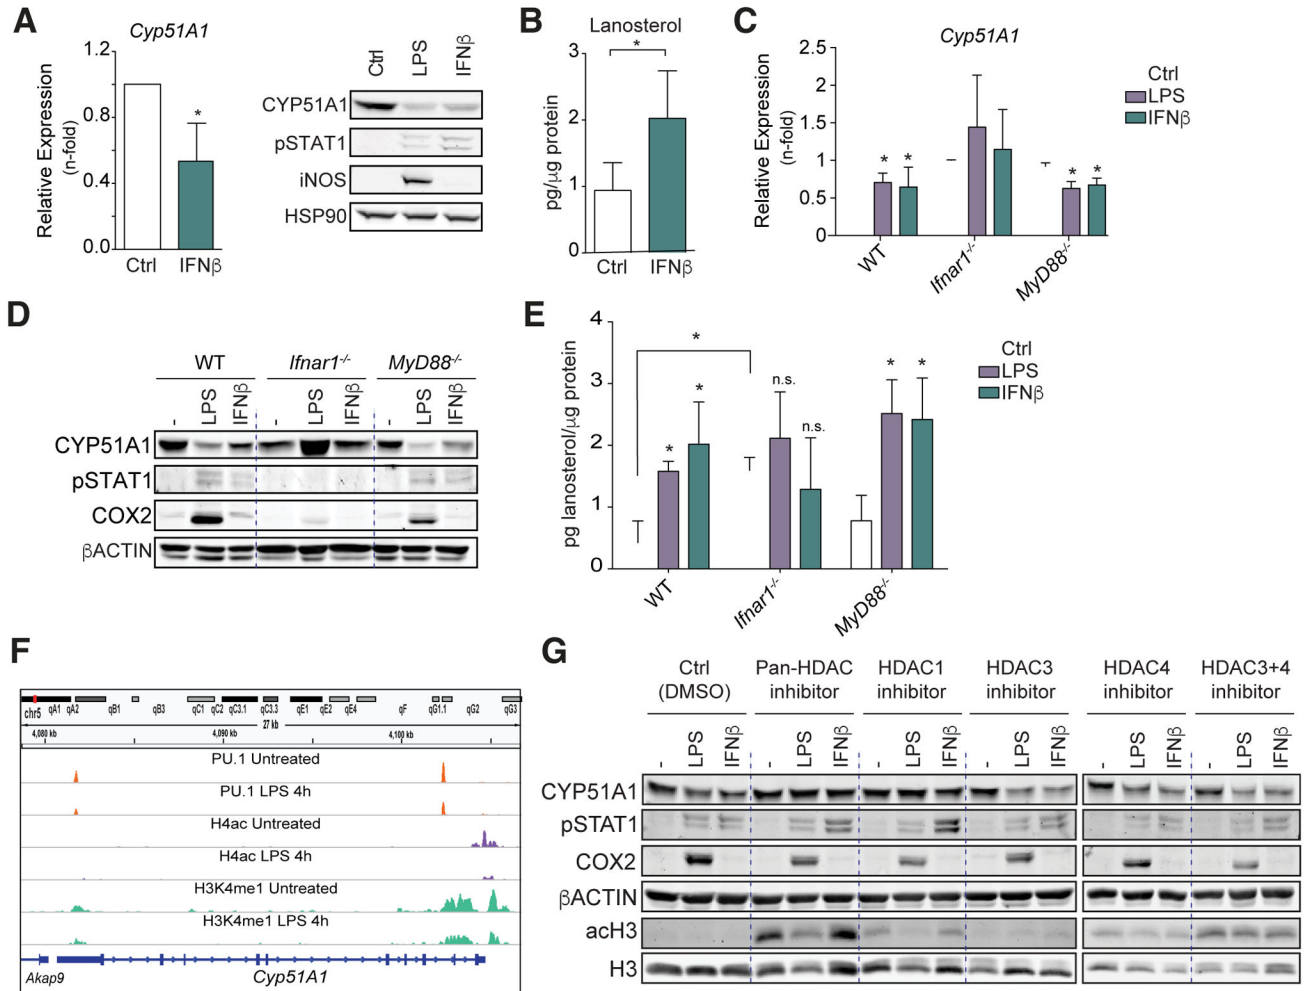 A
Cyp51A1
Relative Expression
(n-fold)
1.2
0.8
0.4
0.0
*
Ctrl
IFNβ
Ctrl
LPS
IFNβ
CYP51A1
pSTAT1
iNOS
HSP90
B
Lanosterol
*
pg/μg protein
3
2
1
0
Ctrl
IFNβ
C
Cyp51A1
Relative Expression
(n-fold)
2.5
2
1.5
1
0.5
0
* *
* *
WT
Ifnar1-/-
MyD88-/-
Ctrl
LPS
IFNβ
D
WT
Ifnar1-/-
MyD88-/-
- LPS IFNβ - LPS IFNβ - LPS IFNβ
CYP51A1
pSTAT1
COX2
βACTIN
E
pg lanosterol/μg protein
4
3
2
1
0
*
* *
n.s.
n.s.
* *
WT
Ifnar1-/-
MyD88-/-
Ctrl
LPS
IFNβ
F
chr5
qA1 qA2 qB1 qB3 qC1 qC2 qC3.1 qC3.3 qE1 qE2 qE4 qF qG1.1 qG2 qG3
27 kb
4,080 kb 4,090 kb 4,100 kb
PU.1 Untreated
PU.1 LPS 4h
H4ac Untreated
H4ac LPS 4h
H3K4me1 Untreated
H3K4me1 LPS 4h
Akap9
Cyp51A1
G
Ctrl
(DMSO)
Pan-HDAC
inhibitor
HDAC1
inhibitor
HDAC3
inhibitor
HDAC4
inhibitor
HDAC3+4
inhibitor
- LPS IFNβ - LPS IFNβ - LPS IFNβ - LPS IFNβ - LPS IFNβ - LPS IFNβ
CYP51A1
pSTAT1
COX2
βACTIN
acH3
H3